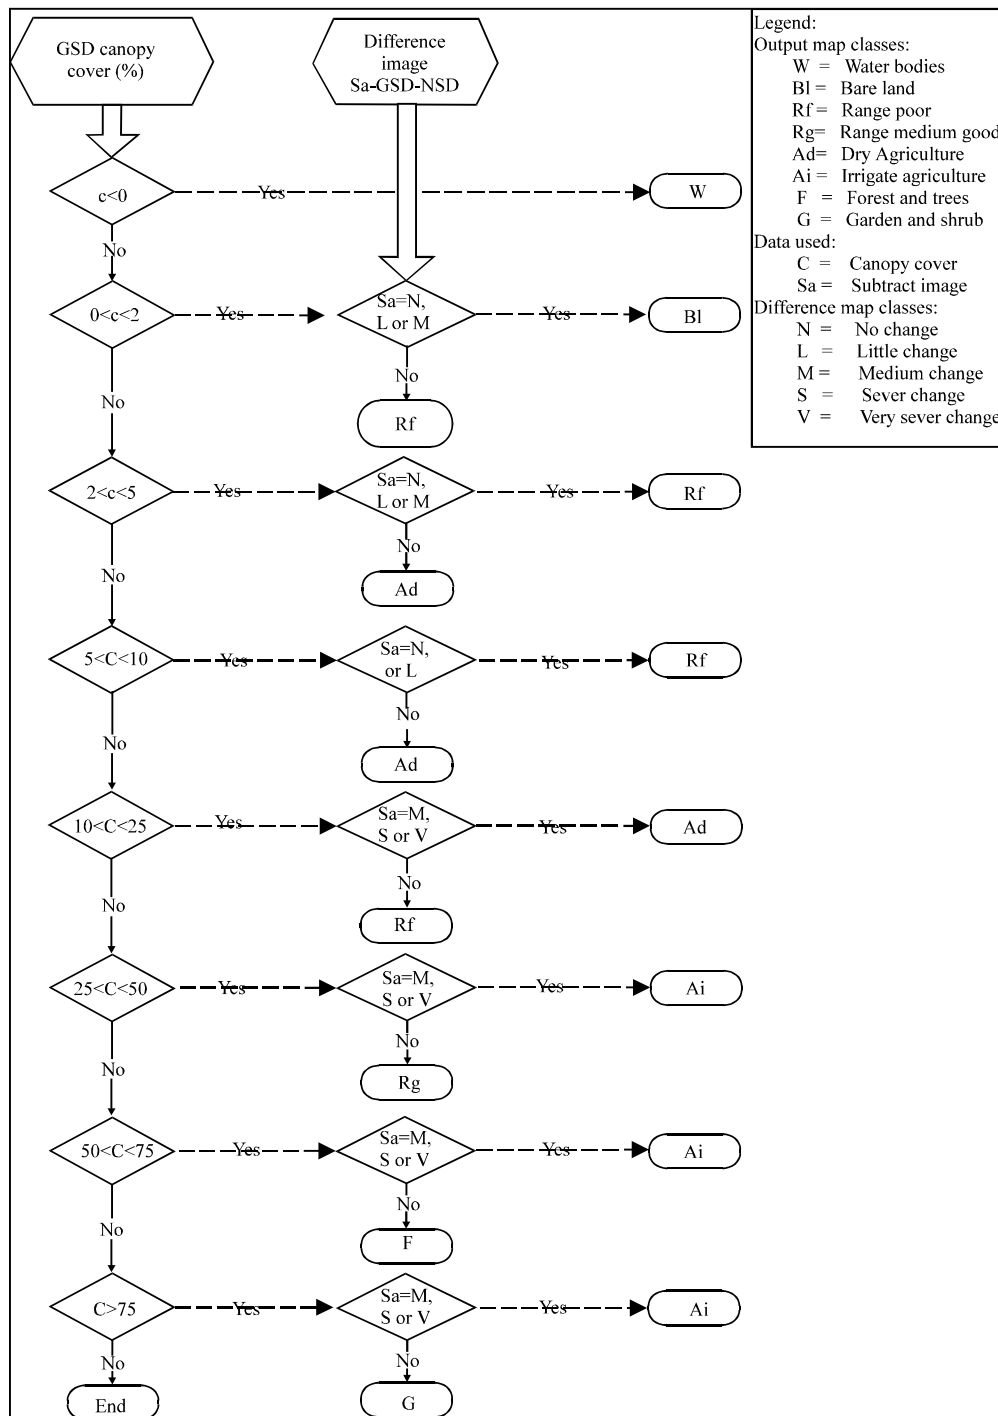 GSD canopy
cover (%)
Difference
image
Sa-GSD-NSD
Legend:
Output map classes:
W = Water bodies
Bl = Bare land
Rf = Range poor
Rg= Range medium good
Ad= Dry Agriculture
Ai = Irrigate agriculture
F = Forest and trees
G = Garden and shrub
Data used:
C = Canopy cover
Sa = Subtract image
Difference map classes:
N = No change
L = Little change
M = Medium change
S = Sever change
V = Very sever change
c<0
Yes
W
No
0<c<2
Yes
Sa=N,
L or M
Yes
Bl
No
Rf
No
2<c<5
Yes
Sa=N,
L or M
Yes
Rf
No
Ad
No
5<C<10
Yes
Sa=N,
or L
Yes
Rf
No
Ad
No
10<C<25
Yes
Sa=M,
S or V
Yes
Ad
No
Rf
No
25<C<50
Yes
Sa=M,
S or V
Yes
Ai
No
Rg
No
50<C<75
Yes
Sa=M,
S or V
Yes
Ai
No
F
No
C>75
Yes
Sa=M,
S or V
Yes
Ai
No
G
No
End